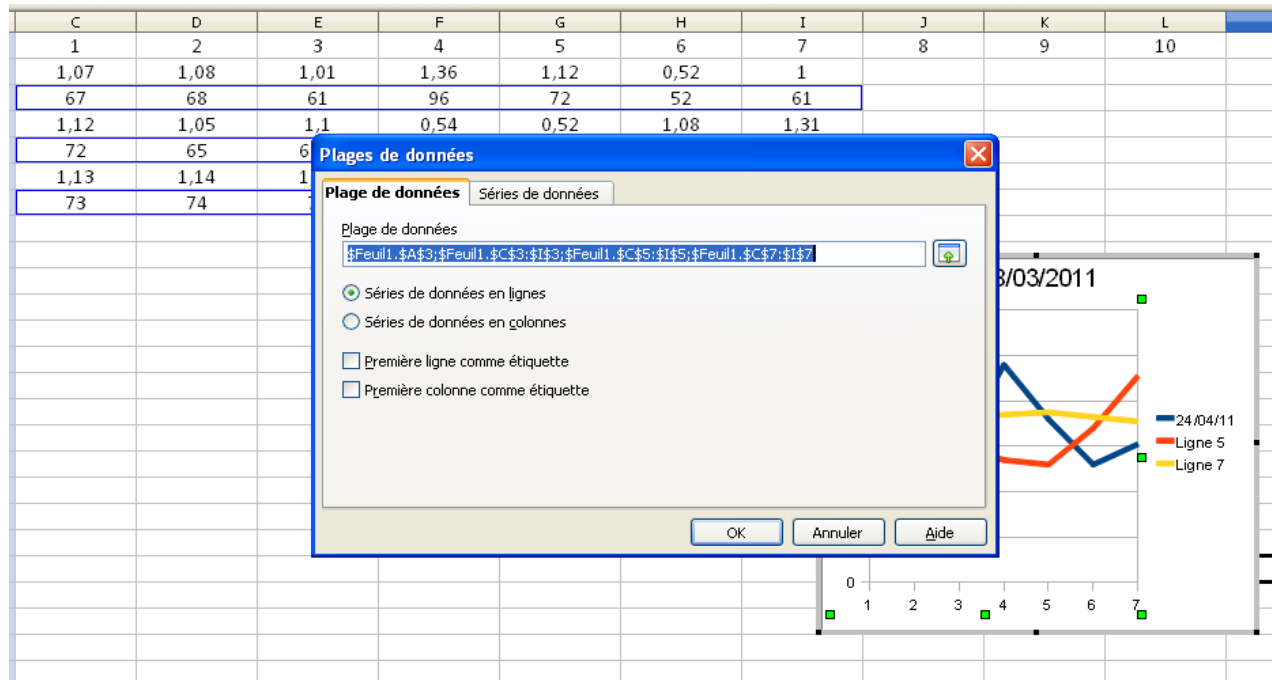 C D E F G H I J K L
1 2 3 4 5 6 7 8 9 10
1,07 1,08 1,01 1,36 1,12 0,52 1
67 68 61 96 72 52 61
1,12 1,05 1,1 0,54 0,52 1,08 1,31
72 65
1,13 1,14
73 74
Plages de données
Plage de données Séries de données
Plage de données
$Feuil1.$A$3;$Feuil1.$C$3:$I$3;$Feuil1.$C$5:$I$5;$Feuil1.$C$7:$I$7
Séries de données en lignes
Séries de données en colonnes
Première ligne comme étiquette
Première colonne comme étiquette
OK Annuler Aide
3/03/2011
24/04/11
Ligne 5
Ligne 7
0
1 2 3 4 5 6 7